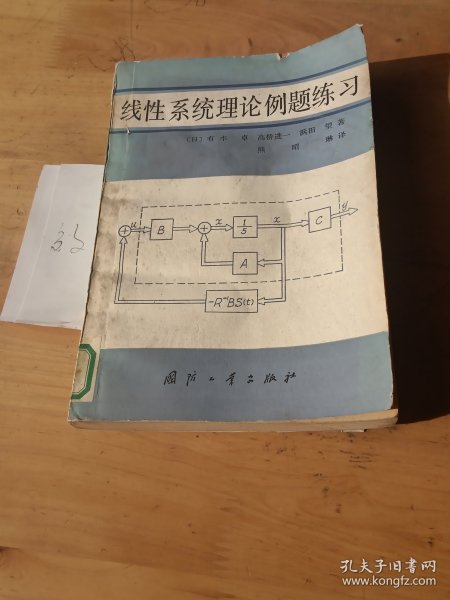 线性系统理论例题练习
〔日〕有本 卓 高桥进一 浜田 望 著
熊 昭 琳 译
u
B
x
1
s
x
C
y
A
-R⁻¹BS(t)
国防工业出版社
孔夫子旧书网
www.kongfz.com